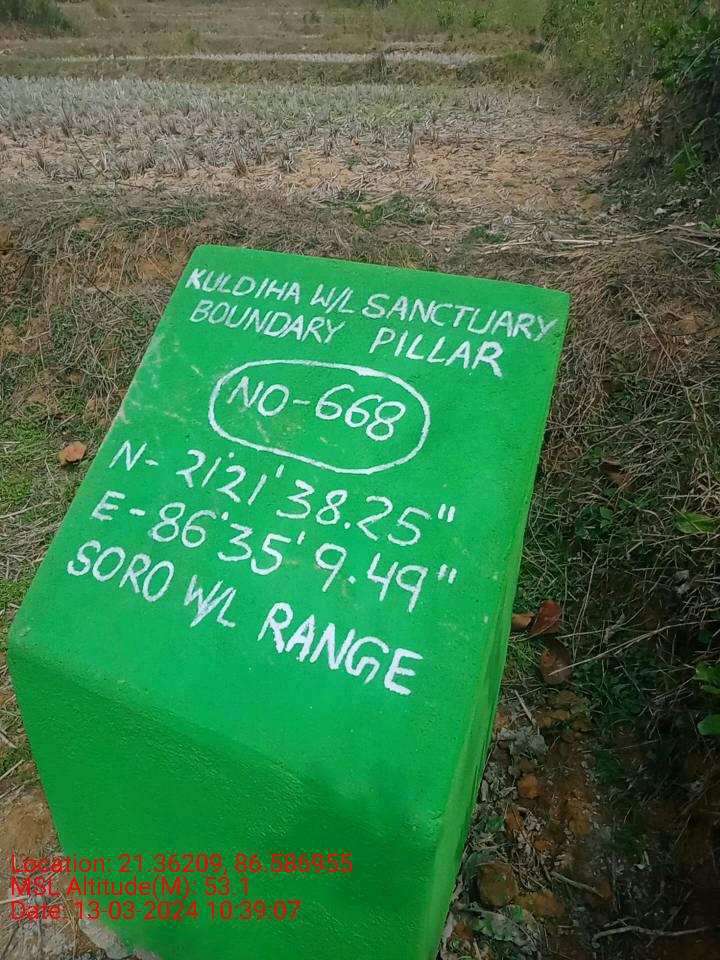 KULDIHA W/L SANCTUARY
BOUNDARY PILLAR
NO-668
N- 21°21'38.25"
E-86°35'9.49"
SORO W/L RANGE
Location: 21.36209, 86.586955
MSL Altitude(M): 53.1
Date: 13-03-2024 10:39:07